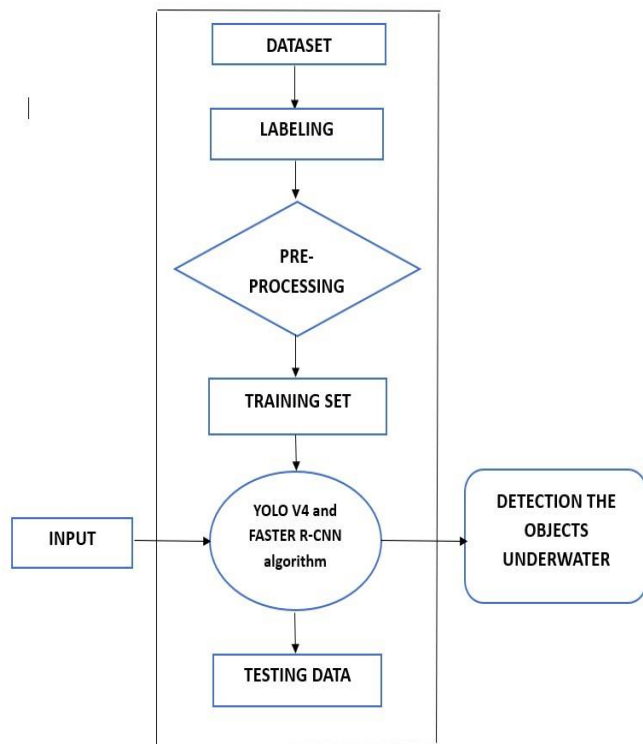 DATASET
LABELING
PRE-
PROCESSING
TRAINING SET
YOLO V4 and
FASTER R-CNN
algorithm
INPUT
DETECTION THE
OBJECTS
UNDERWATER
TESTING DATA